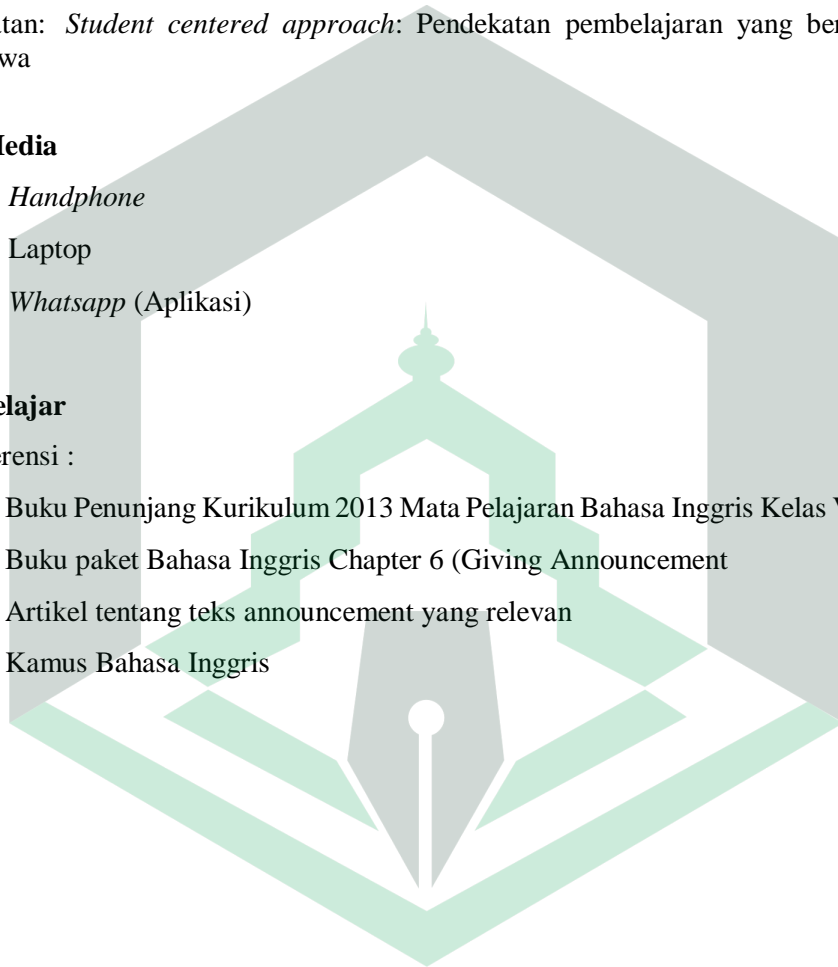 atan: Student centered approach: Pendekatan pembelajaran yang ber
wa
Media
Handphone
Laptop
Whatsapp (Aplikasi)
elajar
erensi :
Buku Penunjang Kurikulum 2013 Mata Pelajaran Bahasa Inggris Kelas V
Buku paket Bahasa Inggris Chapter 6 (Giving Announcement
Artikel tentang teks announcement yang relevan
Kamus Bahasa Inggris